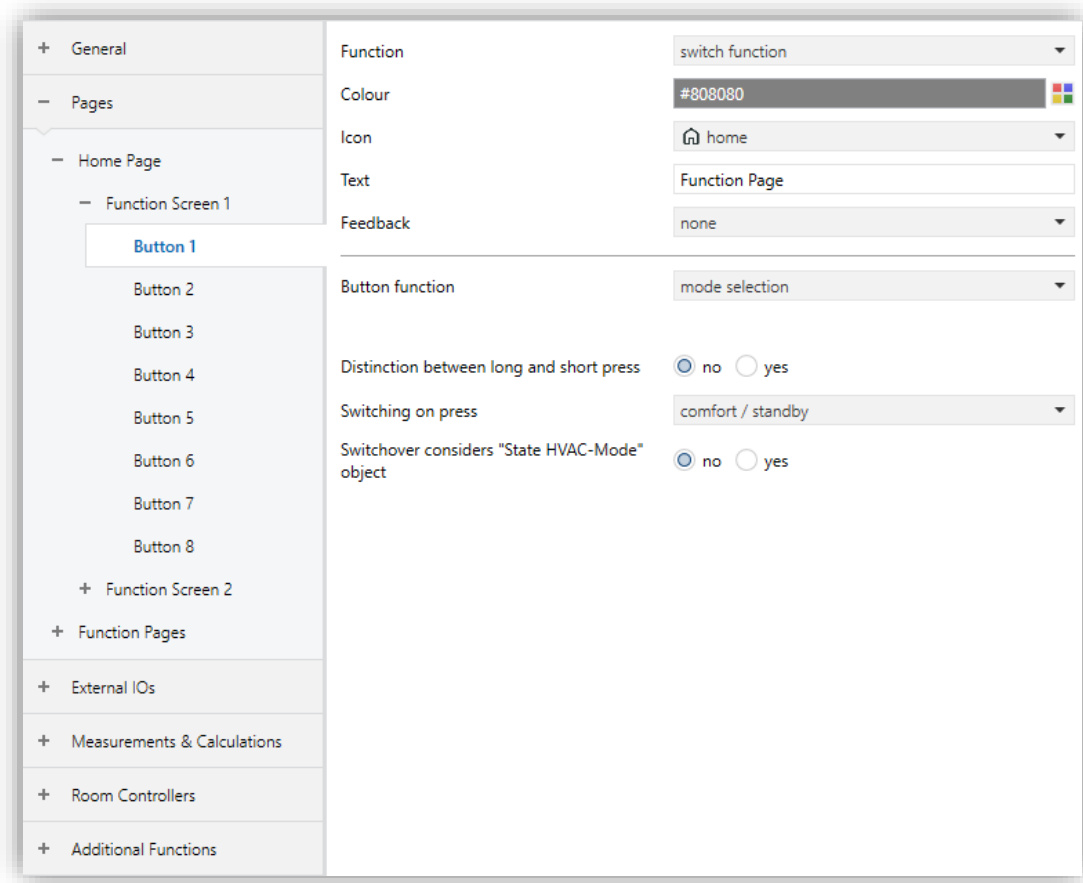 General
Pages
Home Page
Function Screen 1
Button 1
Button 2
Button 3
Button 4
Button 5
Button 6
Button 7
Button 8
Function Screen 2
Function Pages
External IOs
Measurements & Calculations
Room Controllers
Additional Functions
Function switch function
Colour #808080
Icon home
Text Function Page
Feedback none
Button function mode selection
Distinction between long and short press no yes
Switching on press comfort / standby
Switchover considers "State HVAC-Mode"
object no yes